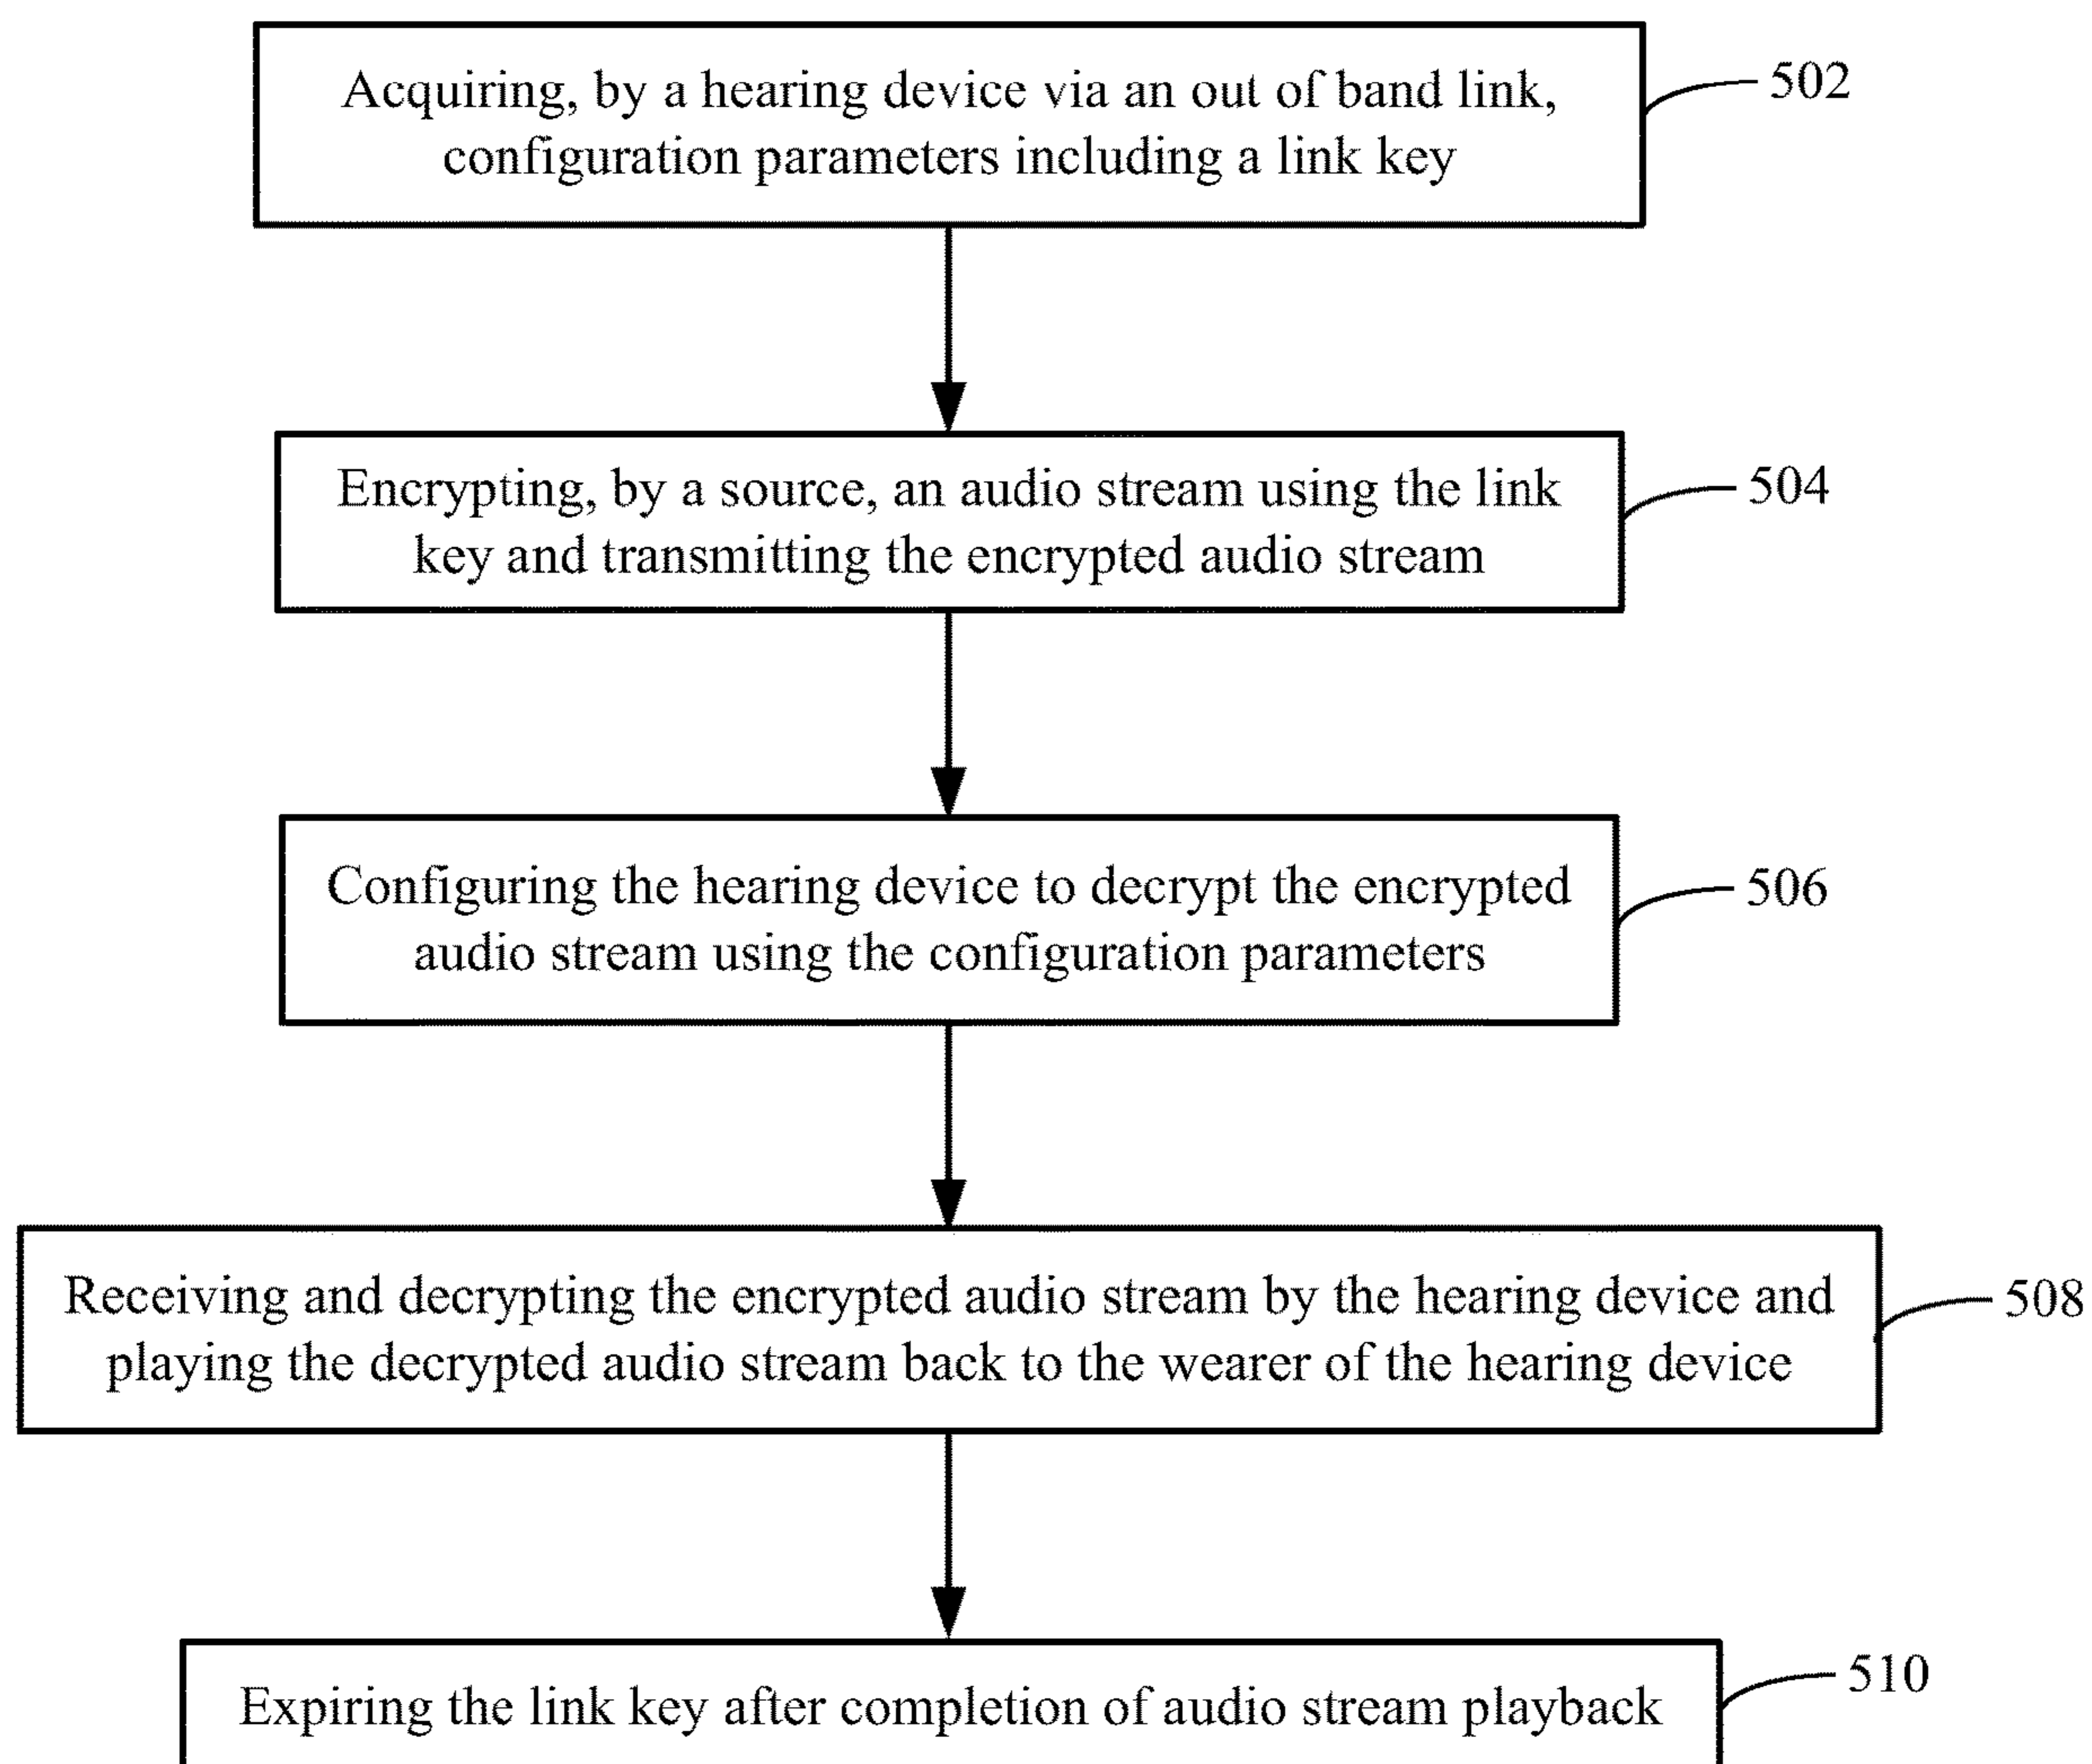 Acquiring, by a hearing device via an out of band link,
configuration parameters including a link key
502
Encrypting, by a source, an audio stream using the link
key and transmitting the encrypted audio stream
504
Configuring the hearing device to decrypt the encrypted
audio stream using the configuration parameters
506
Receiving and decrypting the encrypted audio stream by the hearing device and
playing the decrypted audio stream back to the wearer of the hearing device
508
Expiring the link key after completion of audio stream playback
510